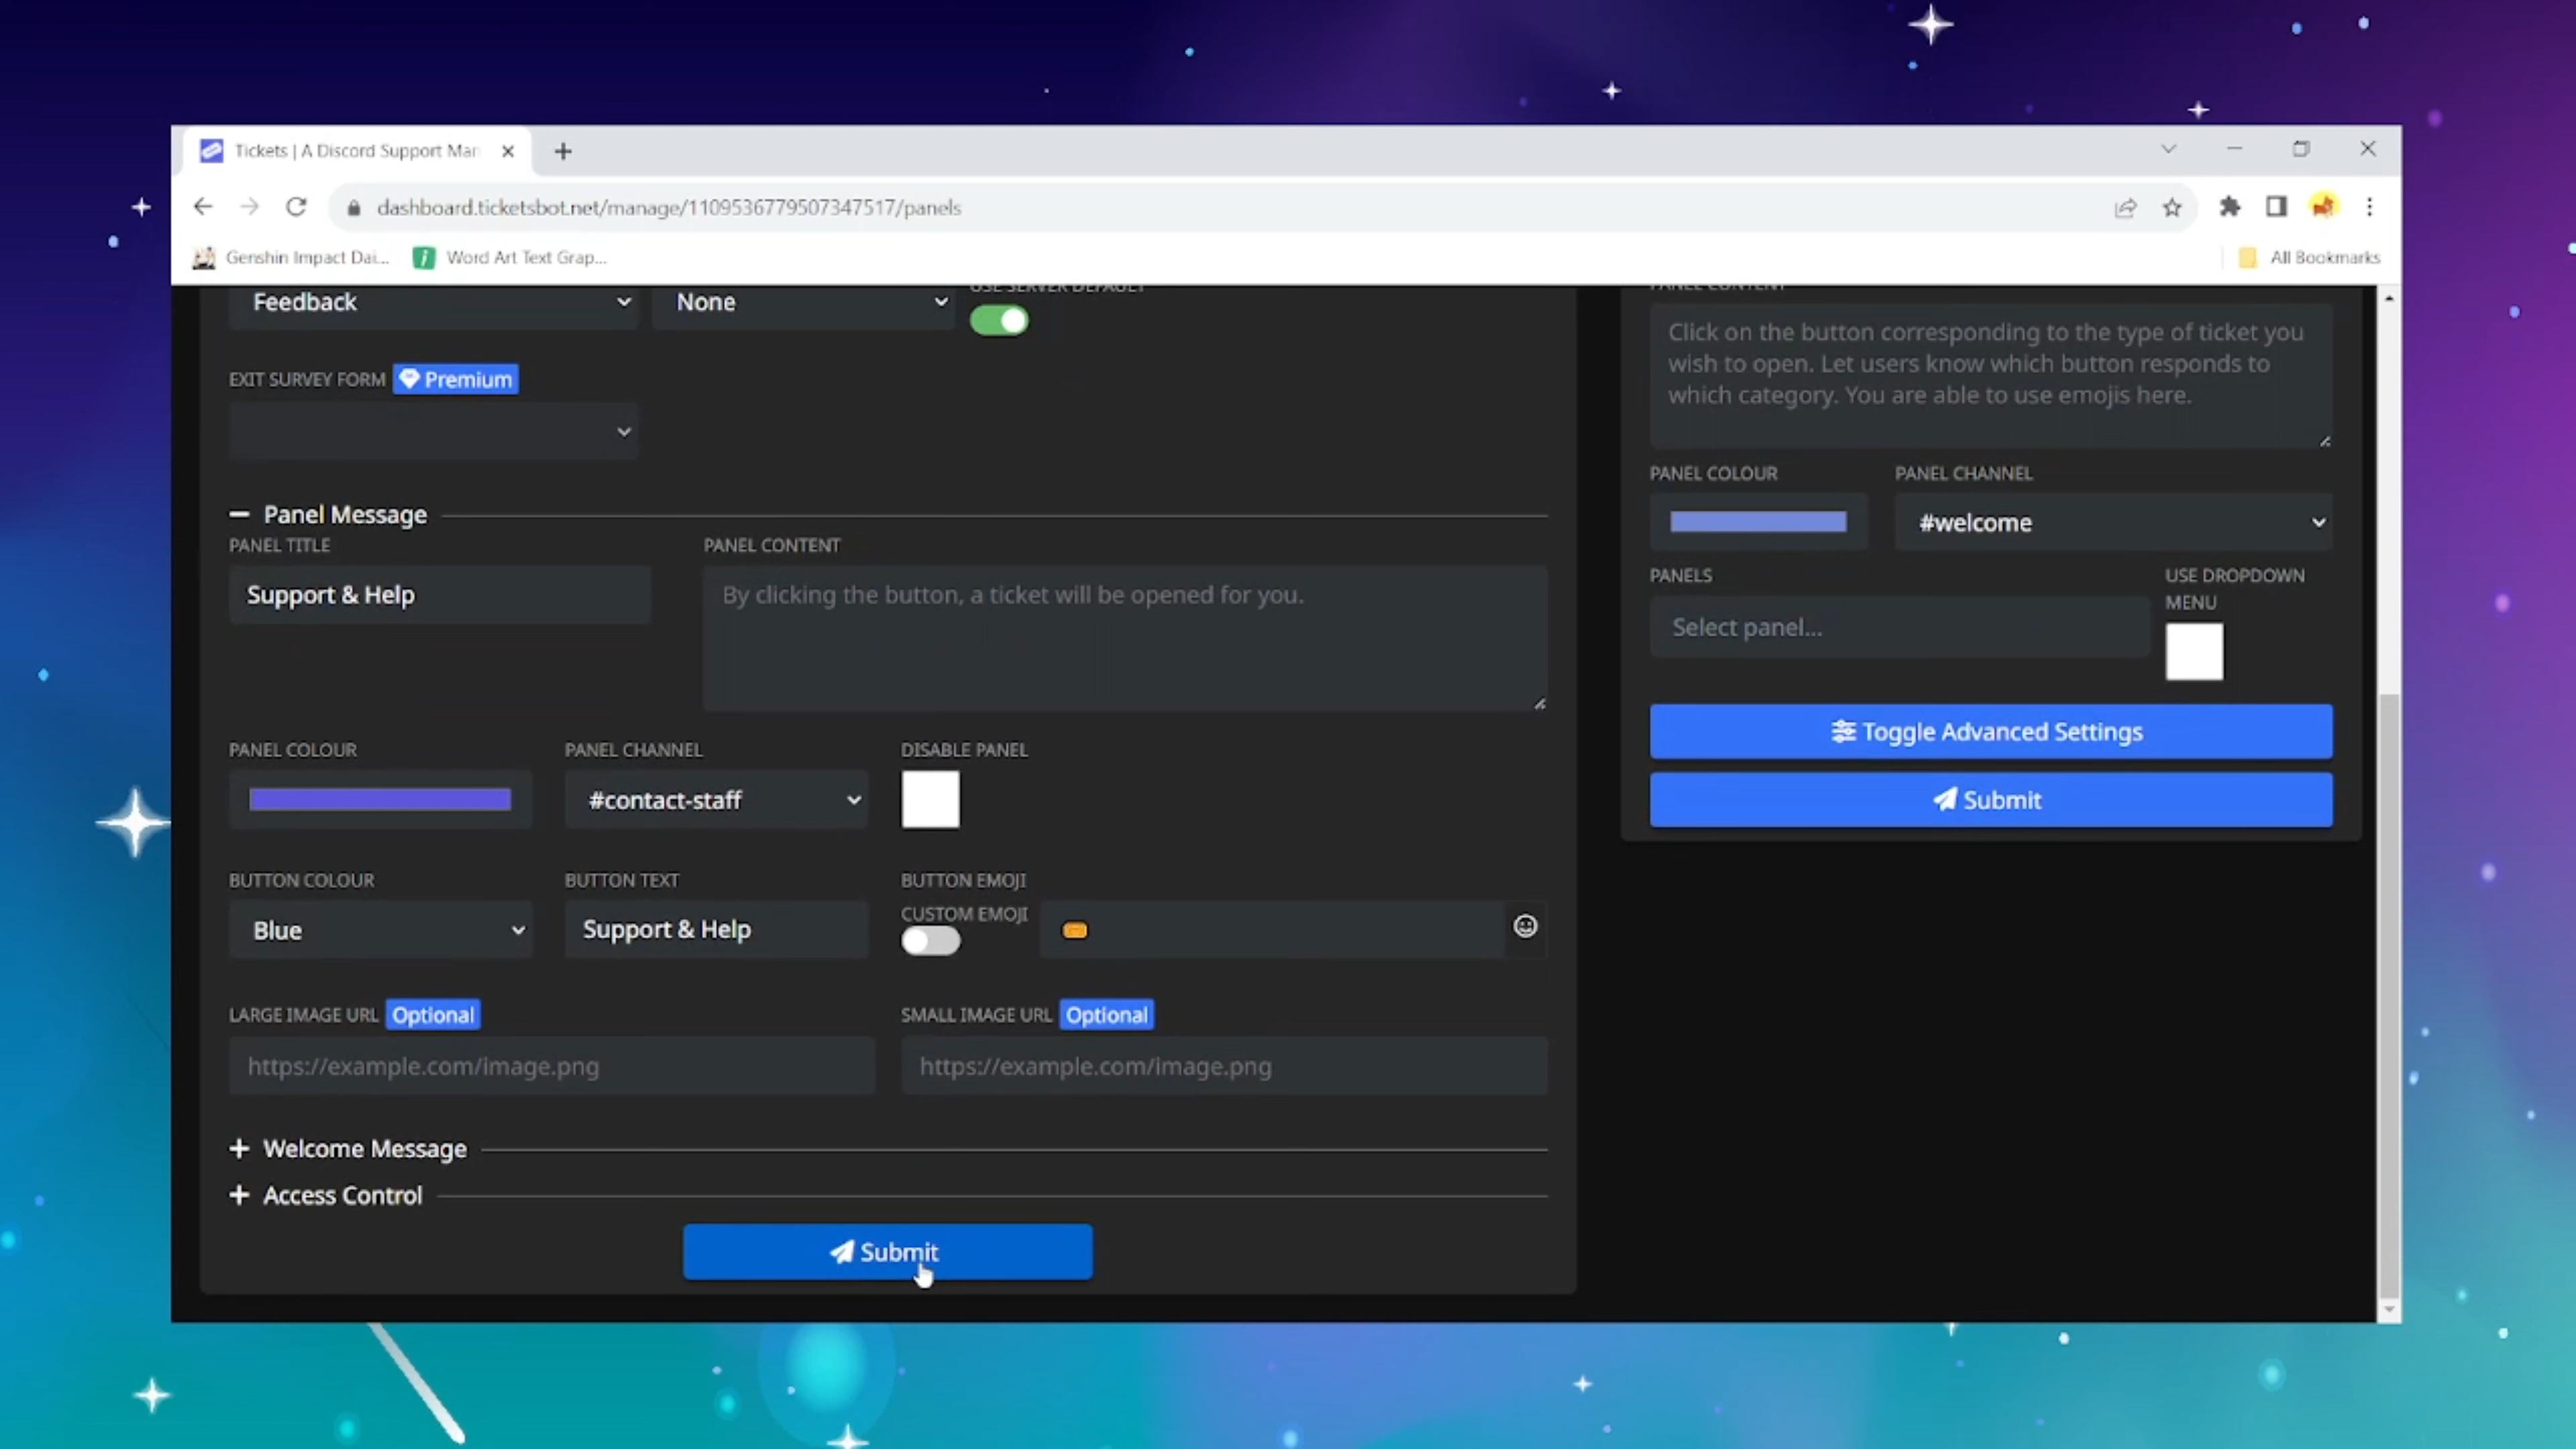 Tickets | A Discord Support Man
dashboard.ticketsbot.net/manage/1109536779507347517/panels
Genshin Impact Dai...
Word Art Text Grap...
All Bookmarks
Feedback
None
USE SERVER DEFAULT
EXIT SURVEY FORM Premium
Panel Message
PANEL TITLE
Support & Help
PANEL CONTENT
By clicking the button, a ticket will be opened for you.
PANEL COLOUR
PANEL CHANNEL
#contact-staff
DISABLE PANEL
BUTTON COLOUR
Blue
BUTTON TEXT
Support & Help
BUTTON EMOJI
CUSTOM EMOJI
LARGE IMAGE URL Optional
https://example.com/image.png
SMALL IMAGE URL Optional
https://example.com/image.png
Welcome Message
Access Control
Submit
PANEL CONTENT
Click on the button corresponding to the type of ticket you
wish to open. Let users know which button responds to
which category. You are able to use emojis here.
PANEL COLOUR
PANEL CHANNEL
#welcome
PANELS
Select panel...
USE DROPDOWN
MENU
Toggle Advanced Settings
Submit